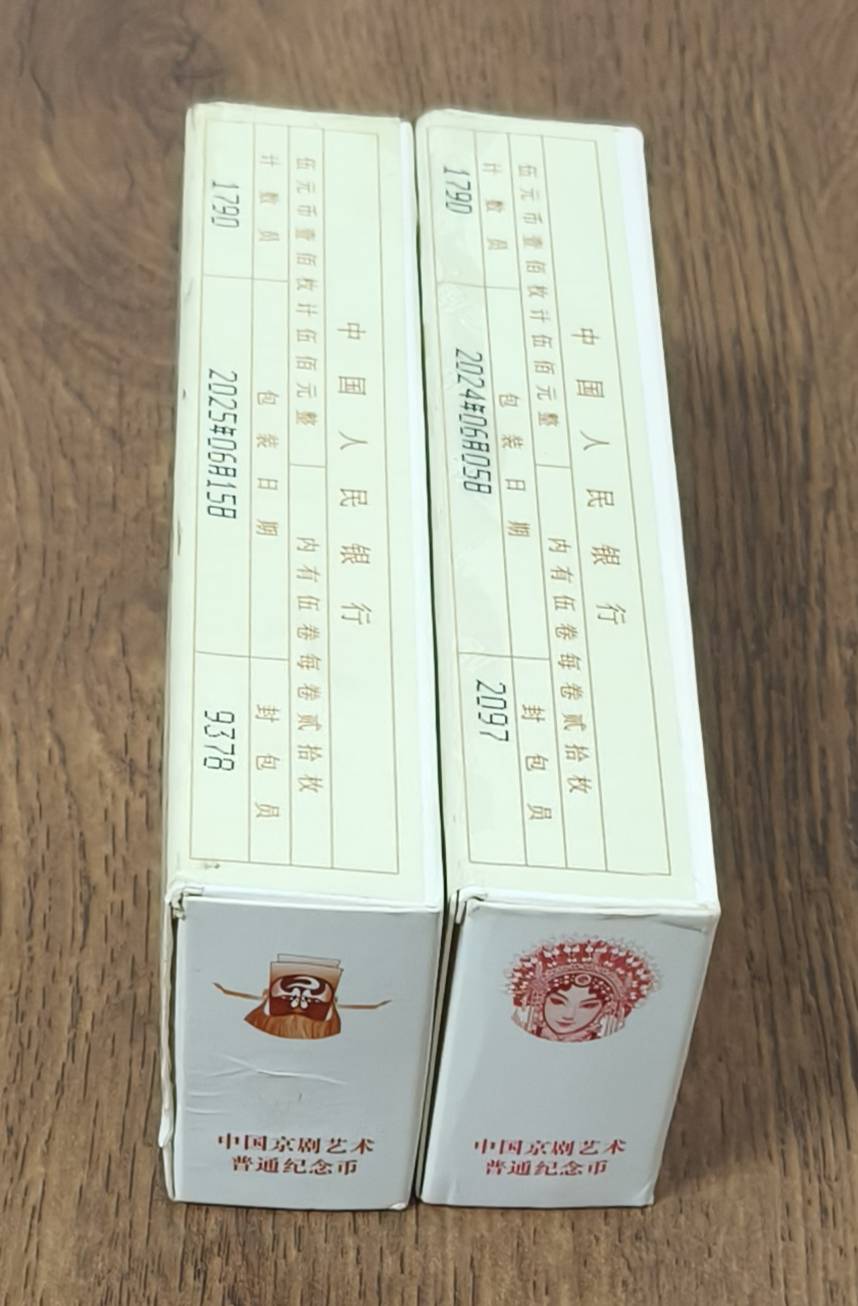 中国人民银行
伍元币壹佰枚计伍佰元整 内有伍卷每卷贰拾枚
计数员 包装日期 封包员
1790 2025年06月15日 9378
中国京剧艺术
普通纪念币
中国人民银行
伍元币壹佰枚计伍佰元整 内有伍卷每卷贰拾枚
计数员 包装日期 封包员
1790 2024年06月05日 2097
中国京剧艺术
普通纪念币